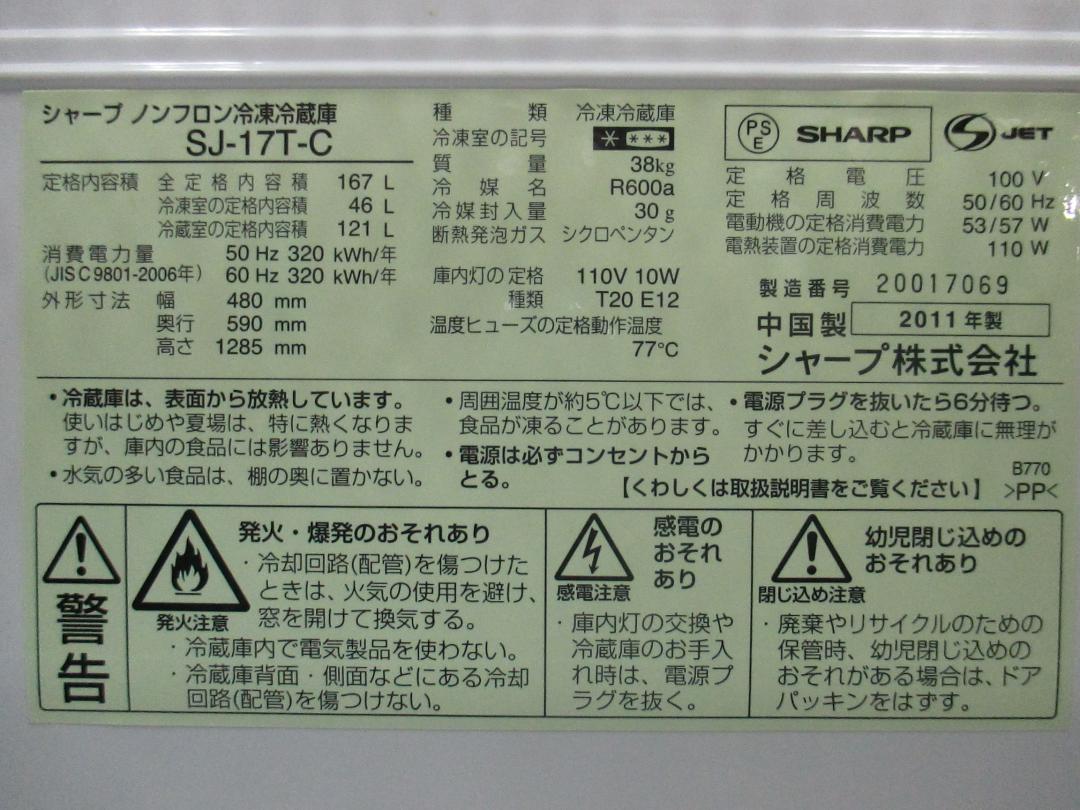 シャープ ノンフロン冷凍冷蔵庫
SJ-17T-C
定格内容積 全定格内容積 167 L
冷凍室の定格内容積 46 L
冷蔵室の定格内容積 121 L
消費電力量 50 Hz 320 kWh/年
(JIS C 9801-2006年) 60 Hz 320 kWh/年
外形寸法 幅 480 mm
奥行 590 mm
高さ 1285 mm
種類 冷凍冷蔵庫
冷凍室の記号 * ***
質量 38kg
冷媒名 R600a
冷媒封入量 30 g
断熱発泡ガス シクロペンタン
庫内灯の定格 110V 10W
種類 T20 E12
温度ヒューズの定格動作温度
77℃
PSE SHARP S-JET
定格電圧 100 V
定格周波数 50/60 Hz
電動機の定格消費電力 53/57 W
電熱装置の定格消費電力 110 W
製造番号 20017069
中国製 2011年製
シャープ株式会社
・冷蔵庫は、表面から放熱しています。
使いはじめや夏場は、特に熱くなりま
すが、庫内の食品には影響ありません。
・水気の多い食品は、棚の奥に置かない。
・周囲温度が約5℃以下では、
食品が凍ることがあります。
・電源は必ずコンセントから
とる。
・電源プラグを抜いたら6分待つ。
すぐに差し込むと冷蔵庫に無理が
かかります。
B770
【くわしくは取扱説明書をご覧ください】 >PP<
警告
発火注意
発火・爆発のおそれあり
・冷却回路(配管)を傷つけた
ときは、火気の使用を避け、
窓を開けて換気する。
・冷蔵庫内で電気製品を使わない。
・冷蔵庫背面・側面などにある冷却
回路(配管)を傷つけない。
感電注意
感電の
おそれ
あり
・庫内灯の交換や
冷蔵庫のお手入
れ時は、電源プ
ラグを抜く。
閉じ込め注意
幼児閉じ込めの
おそれあり
・廃棄やリサイクルのための
保管時、幼児閉じ込めの
おそれがある場合は、ドア
パッキンをはずす。